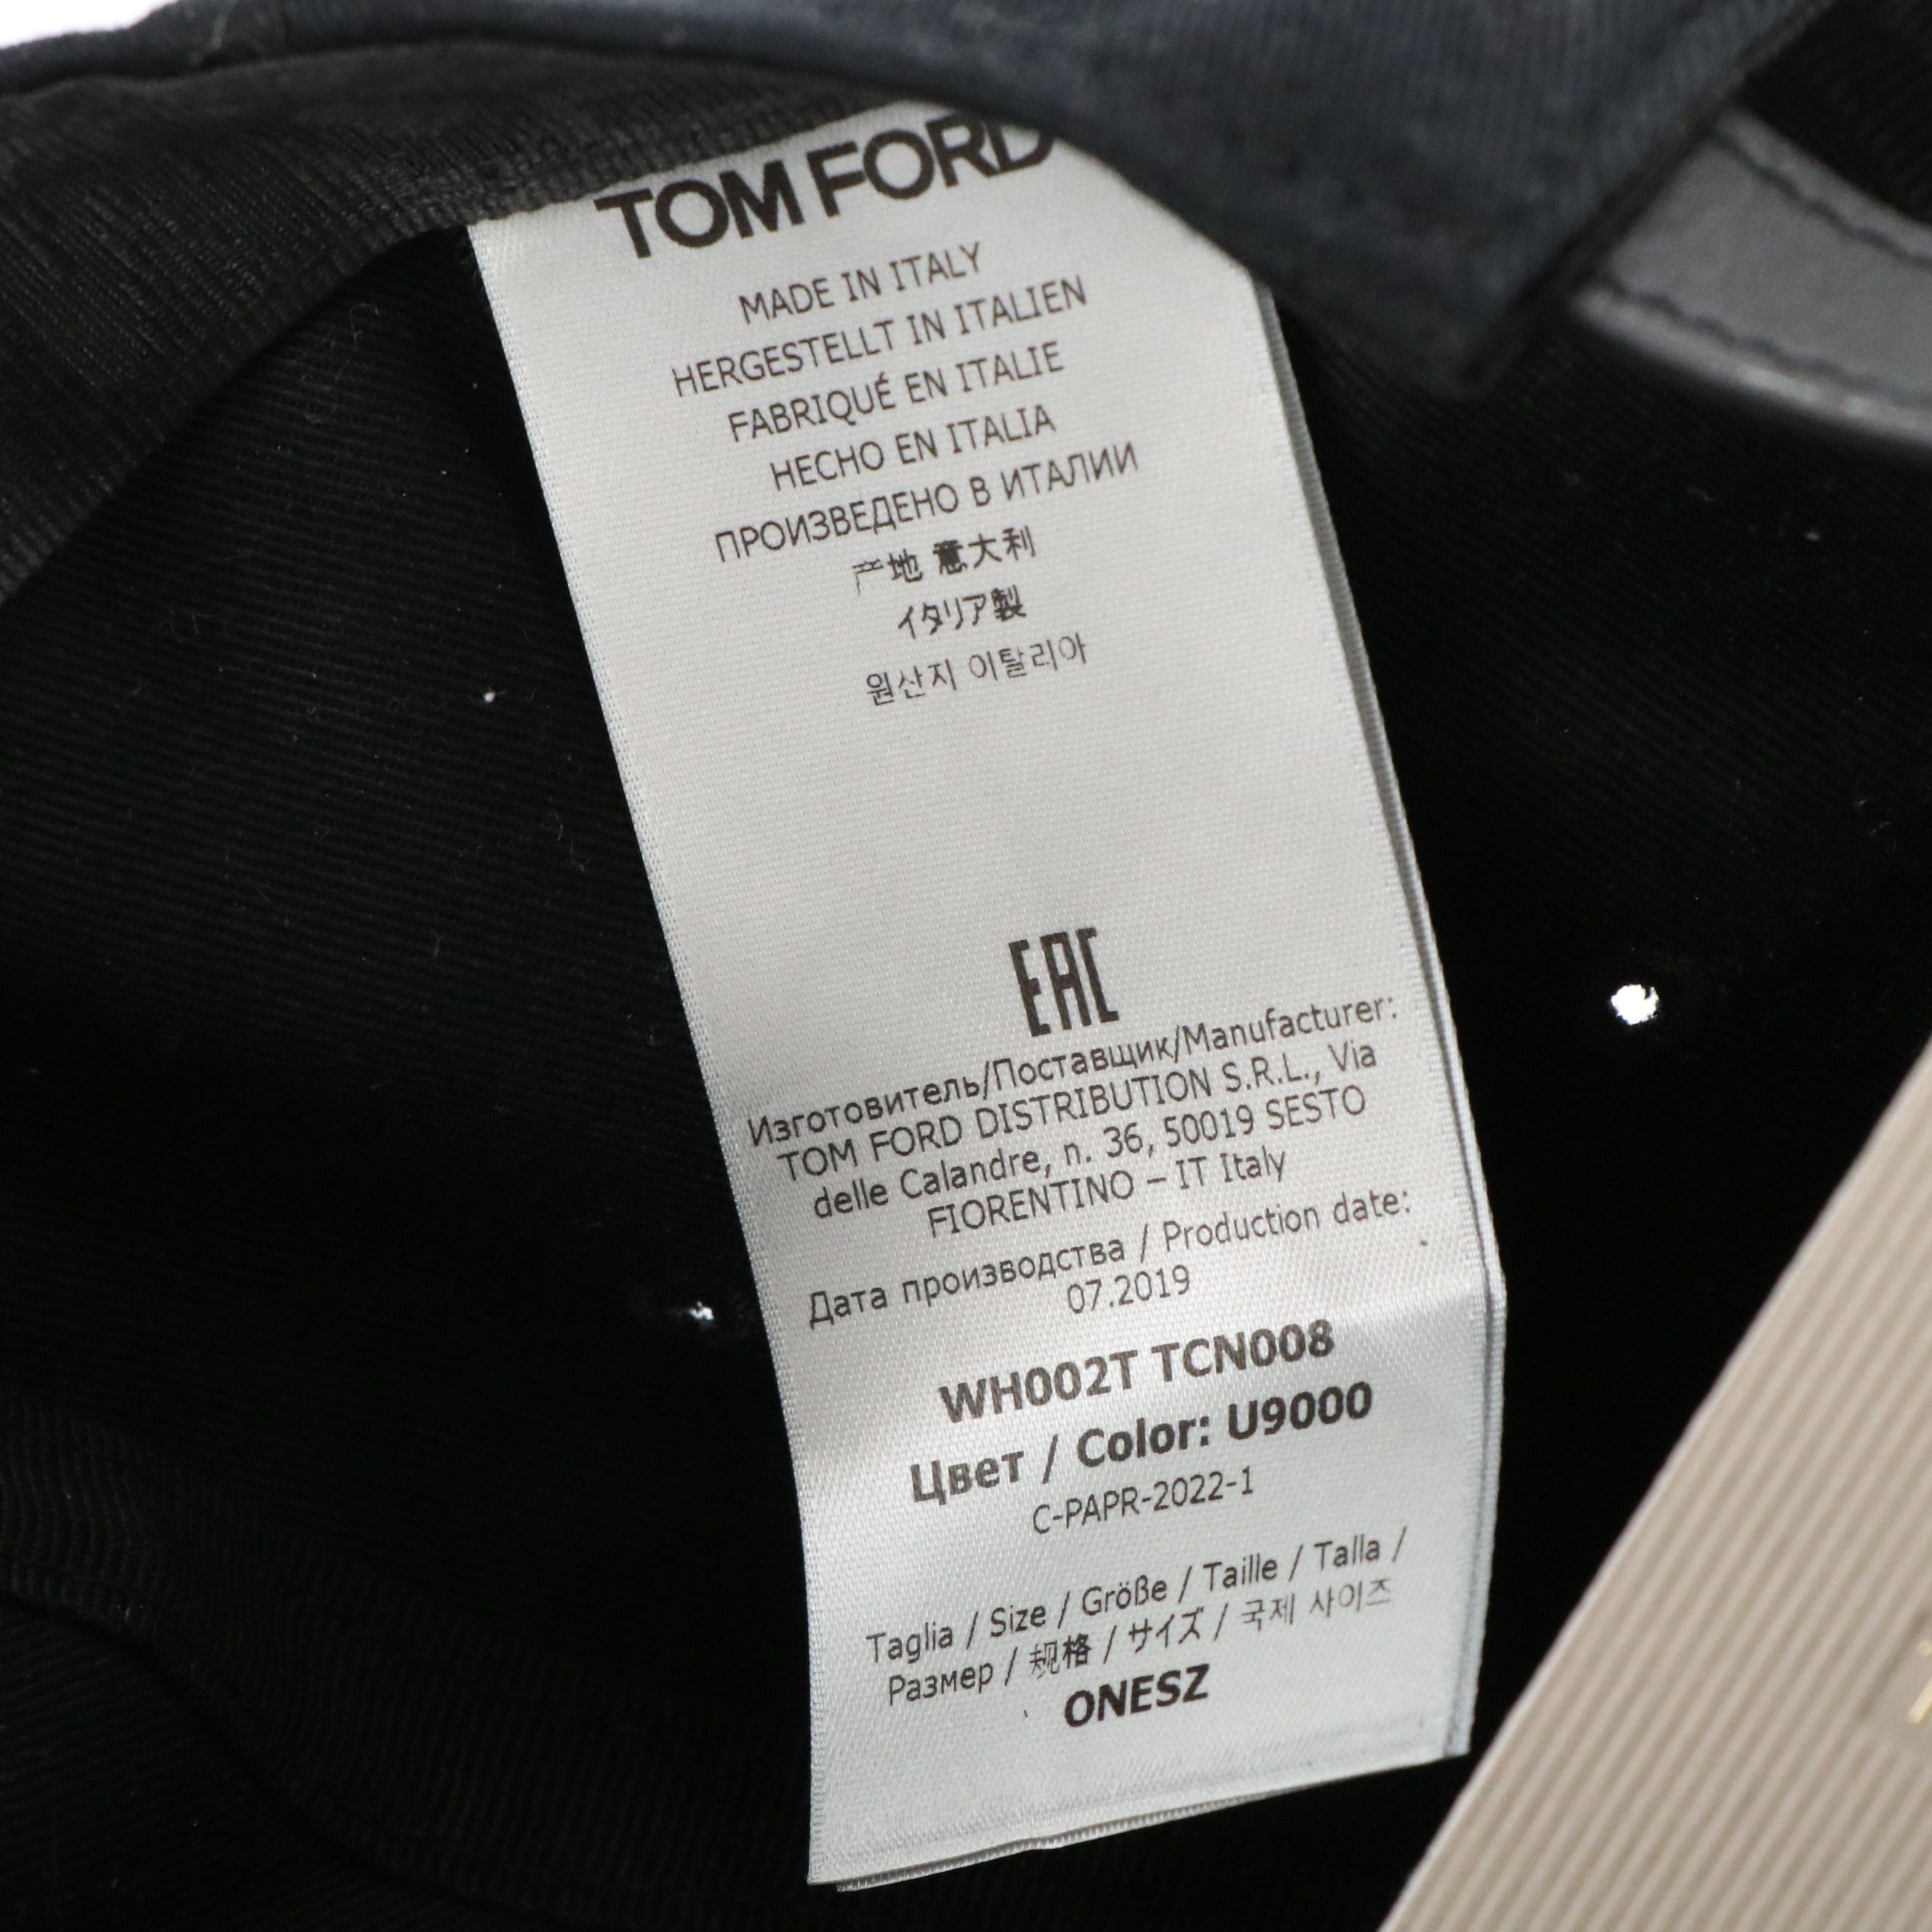 TOM FORD
MADE IN ITALY
HERGESTELLT IN ITALIEN
FABRIQUÉ EN ITALIE
HECHO EN ITALIA
ПРОИЗВЕДЕНО В ИТАЛИИ
产地 意大利
イタリア製
원산지 이탈리아
EAC
Изготовитель/Поставщик/Manufacturer:
TOM FORD DISTRIBUTION S.R.L., Via
delle Calandre, n. 36, 50019 SESTO
FIORENTINO – IT Italy
Дата производства / Production date:
07.2019
WH002T TCN008
Цвет / Color: U9000
C-PAPR-2022-1
Taglia / Size / Größe / Taille / Talla /
Размер / 规格 / サイズ / 국제 사이즈
ONESZ